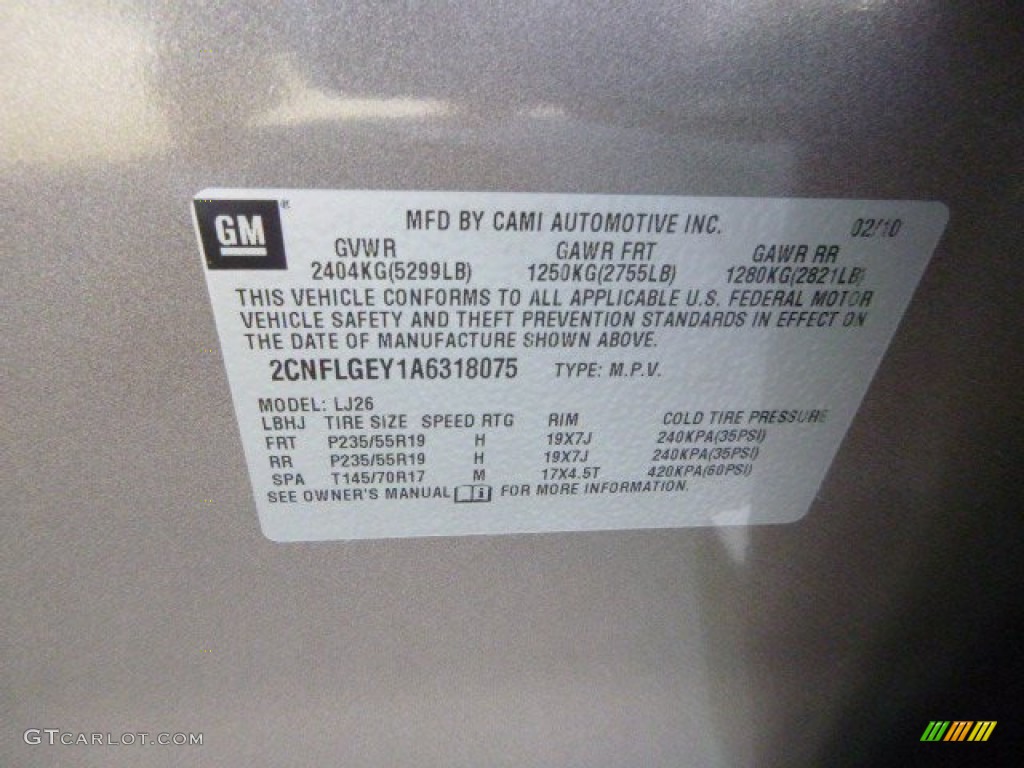 GM ® MFD BY CAMI AUTOMOTIVE INC. 02/10
GVWR GAWR FRT GAWR RR
2404KG(5299LB) 1250KG(2755LB) 1280KG(2821LB)
THIS VEHICLE CONFORMS TO ALL APPLICABLE U.S. FEDERAL MOTOR
VEHICLE SAFETY AND THEFT PREVENTION STANDARDS IN EFFECT ON
THE DATE OF MANUFACTURE SHOWN ABOVE.
2CNFLGEY1A6318075 TYPE: M.P.V.
MODEL: LJ26
LBHJ TIRE SIZE SPEED RTG RIM COLD TIRE PRESSURE
FRT P235/55R19 H 19X7J 240KPA(35PSI)
RR P235/55R19 H 19X7J 240KPA(35PSI)
SPA T145/70R17 M 17X4.5T 420KPA(60PSI)
SEE OWNER'S MANUAL i FOR MORE INFORMATION.
GTCARLOT.COM